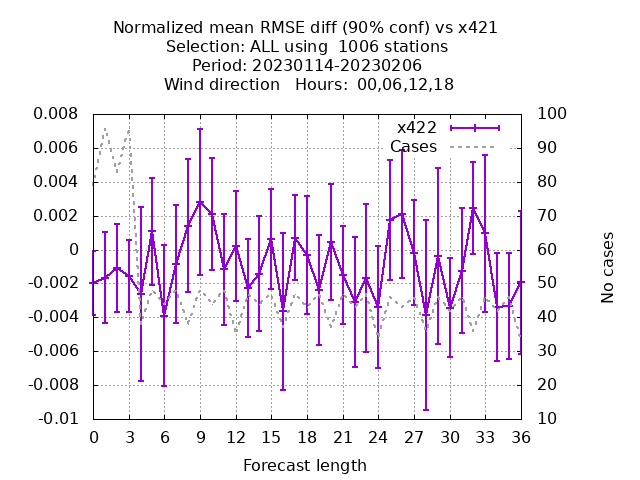 Normalized mean RMSE diff (90% conf) vs x421
Selection: ALL using  1006 stations
Period: 20230114-20230206
Wind direction   Hours:  00,06,12,18
0.008
0.006
0.004
0.002
0
-0.002
-0.004
-0.006
-0.008
-0.01
x422
Cases
100
90
80
70
60
50
40
30
20
10
No cases
0 3 6 9 12 15 18 21 24 27 30 33 36
Forecast length